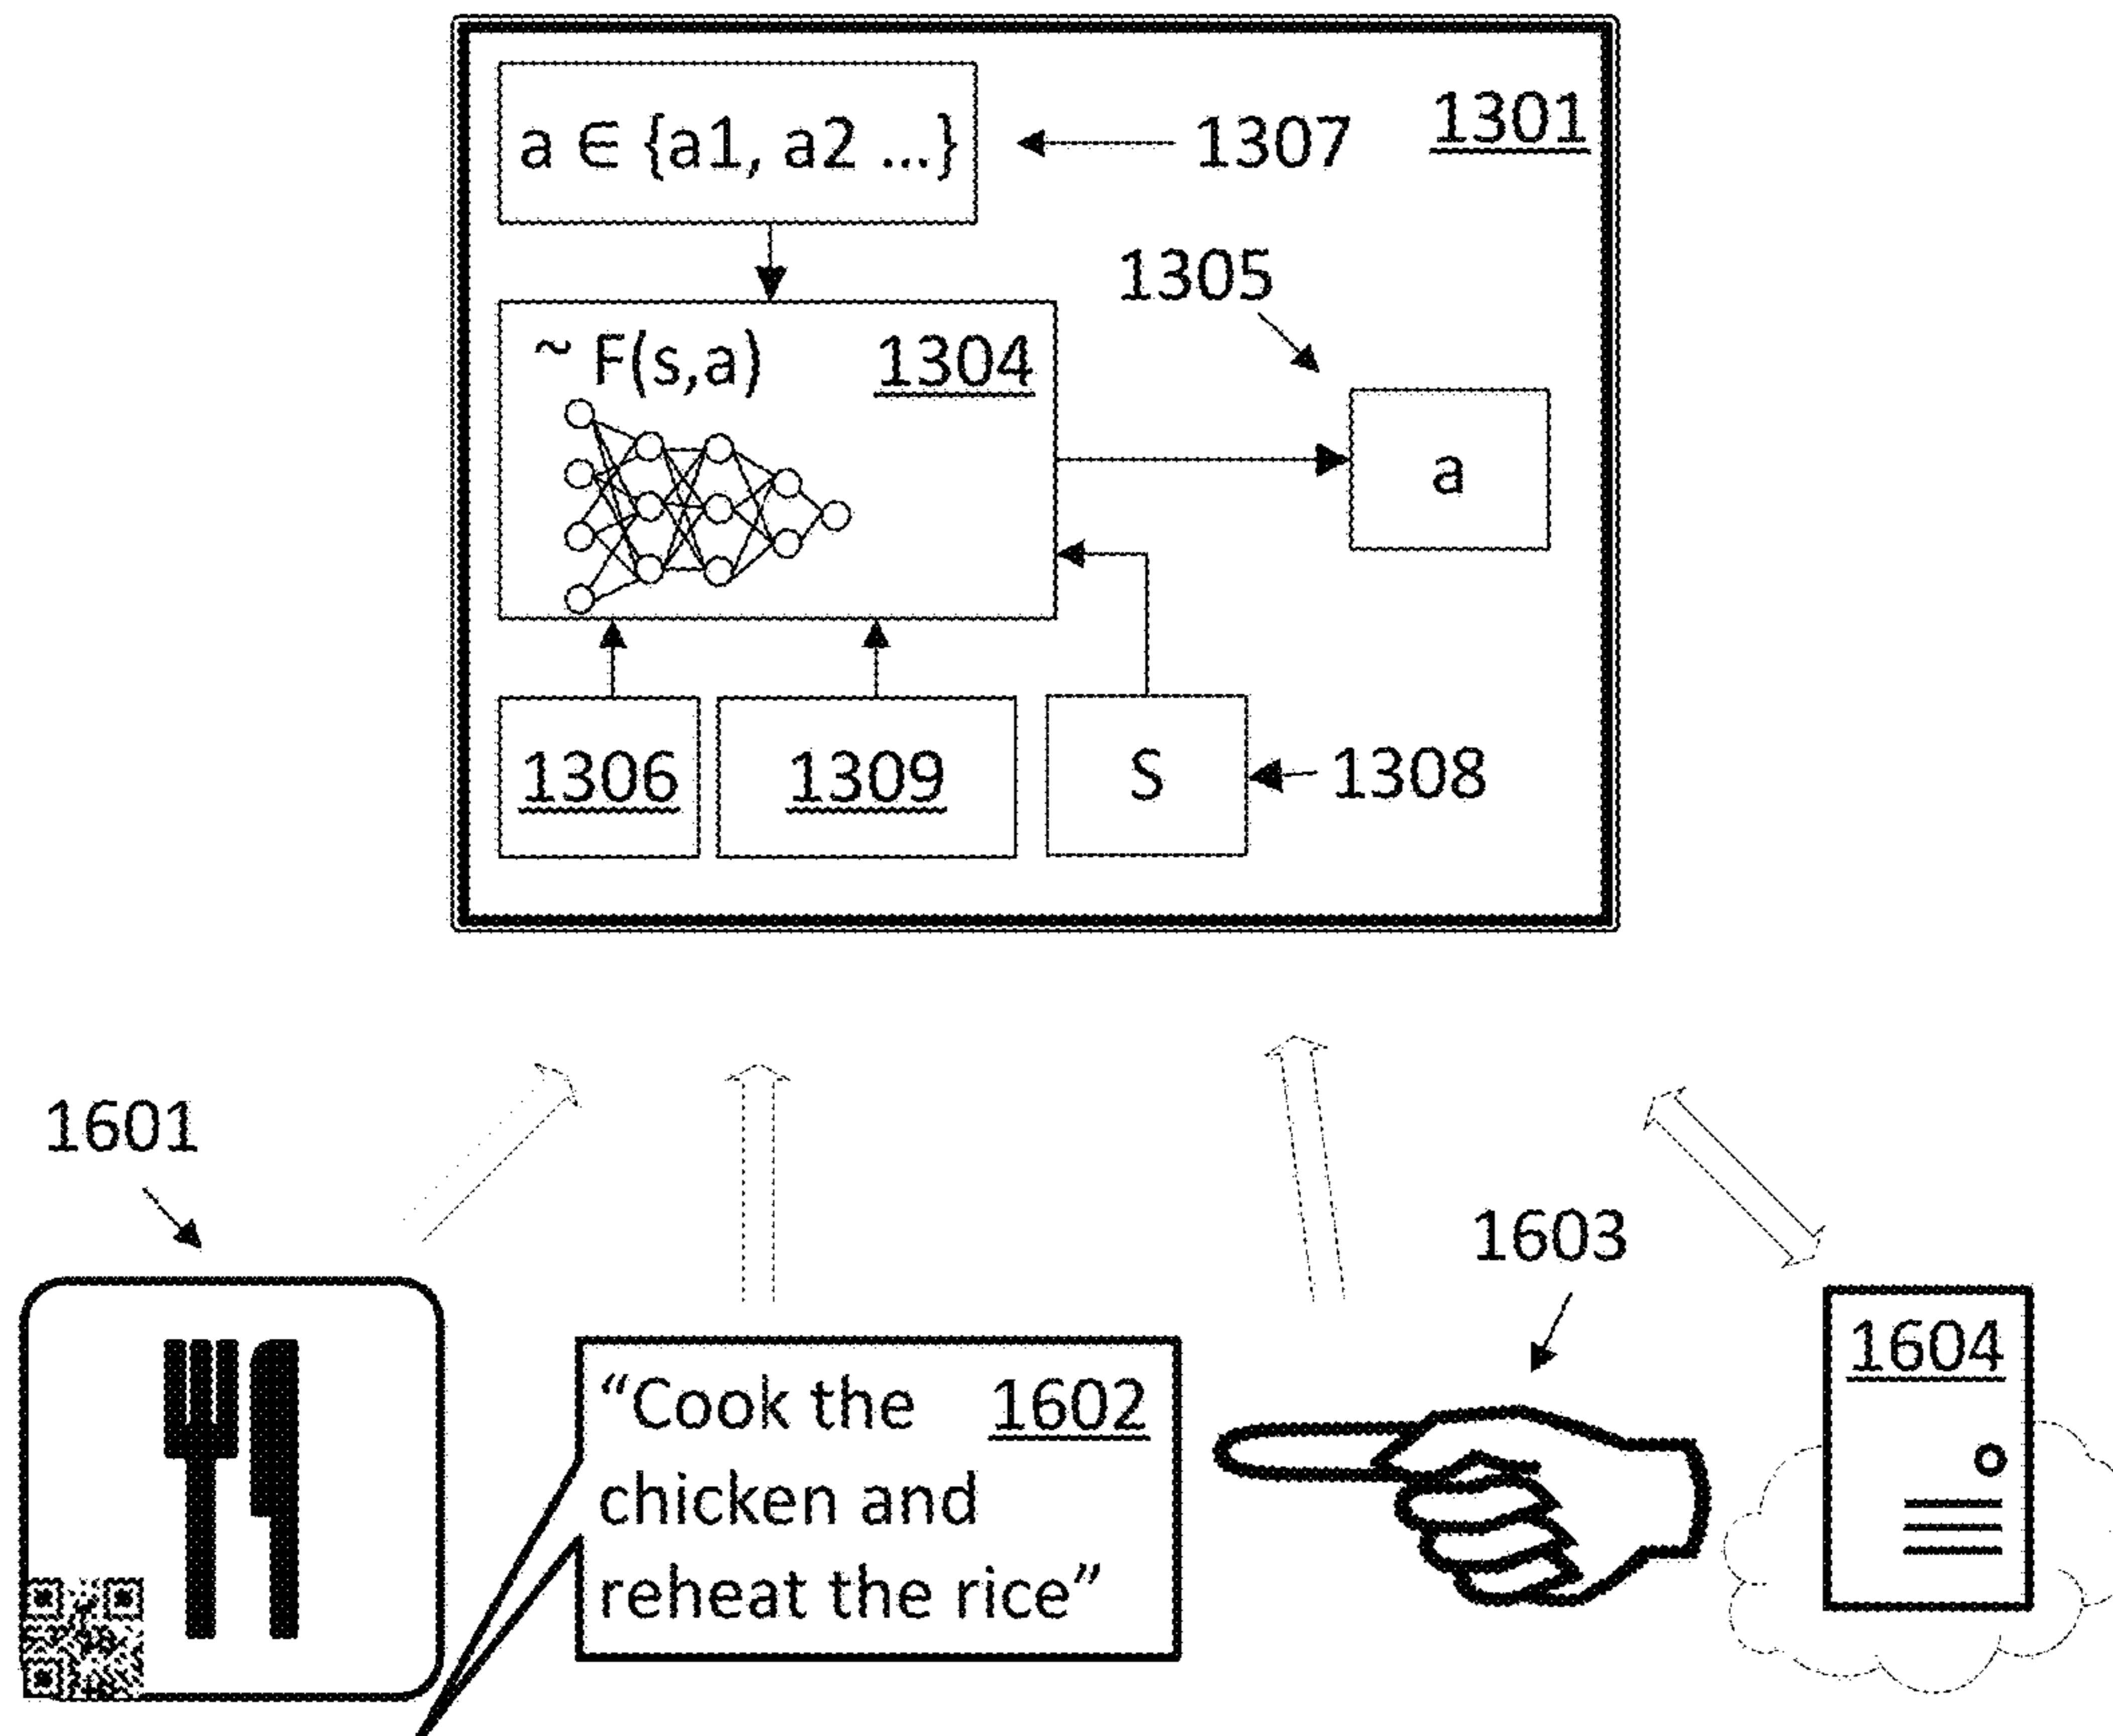 a ∈ {a1, a2 ...}
1307
1301
1305
~ F(s,a)
1304
a
1306
1309
S
1308
1601
1603
1604
“Cook the
1602
chicken and
reheat the rice”